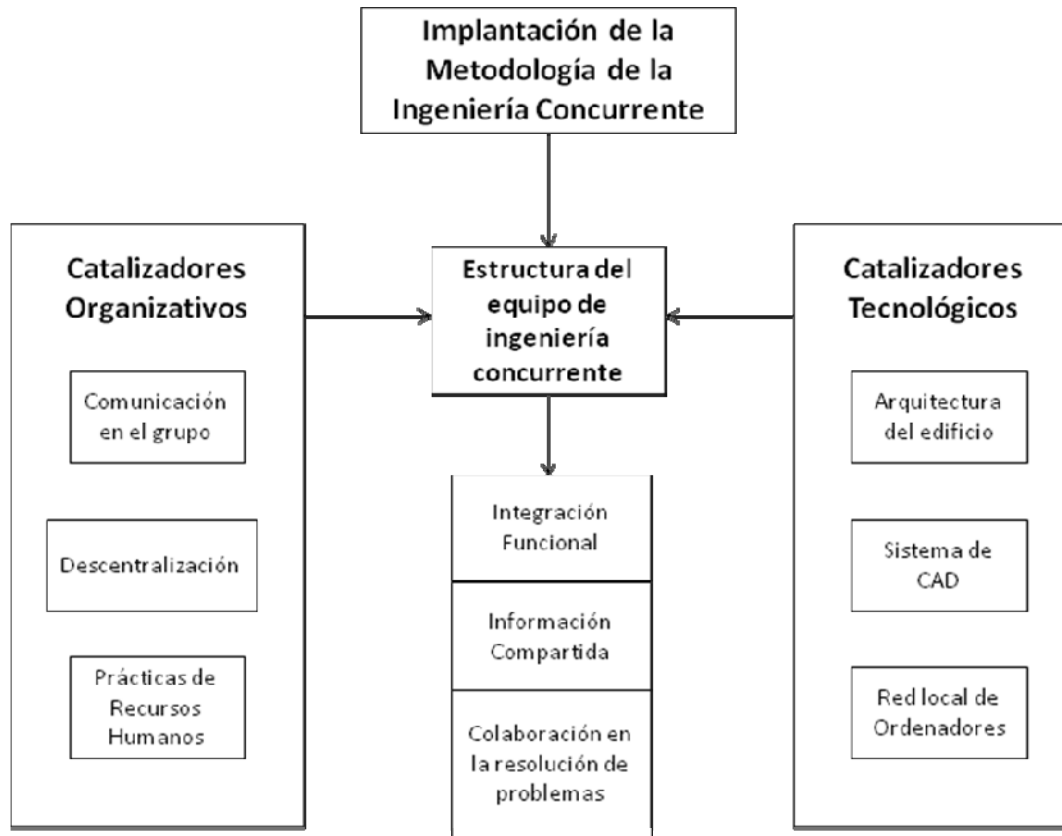 Implantación de la
Metodología de la
Ingeniería Concurrente
Catalizadores
Organizativos
Comunicación
en el grupo
Descentralización
Prácticas de
Recursos
Humanos
Estructura del
equipo de
ingeniería
concurrente
Integración
Funcional
Información
Compartida
Colaboración en
la resolución de
problemas
Catalizadores
Tecnológicos
Arquitectura
del edificio
Sistema de
CAD
Red local de
Ordenadores